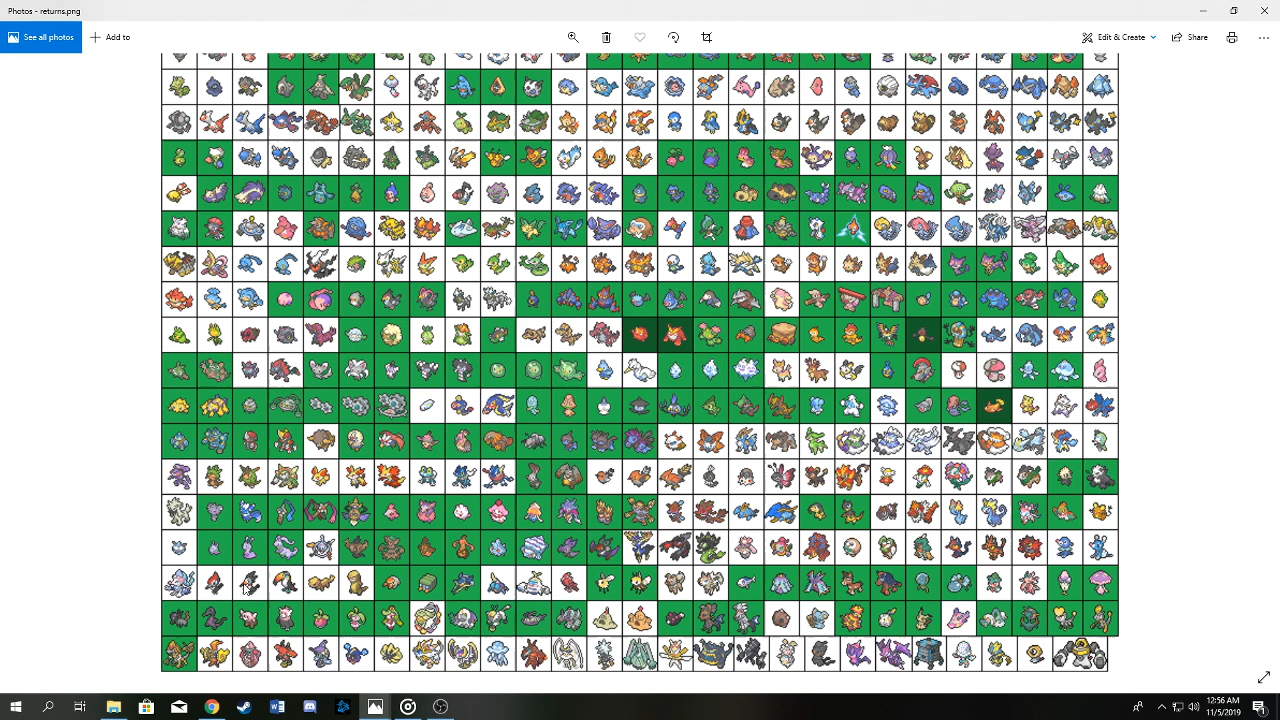 Photos - returns.png
See all photos
Add to
Edit & Create
Share
12:56 AM
11/5/2019